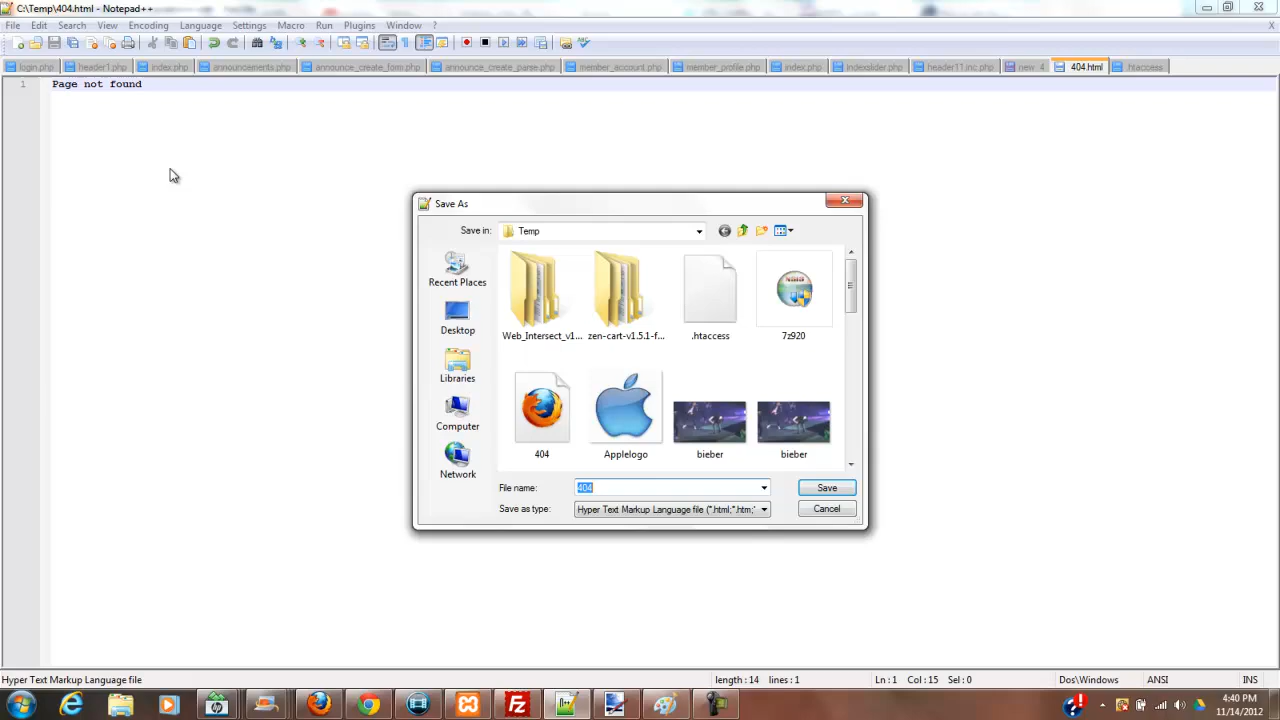 C:\Temp\404.html - Notepad++
File Edit Search View Encoding Language Settings Macro Run Plugins Window ?
X
login.php header1.php index.php announcements.php announce_create_form.php announce_create_parse.php member_account.php member_profile.php index.php indexslider.php header11.inc.php new 4 404.html .htaccess
1 Page not found
Save As
Save in: Temp
Recent Places
Desktop
Libraries
Computer
Network
Web_Intersect_v1... zen-cart-v1.5.1-f... .htaccess 7z920
404 Applelogo bieber bieber
File name: 404 Save
Save as type: Hyper Text Markup Language file (*.html;*.htm;* Cancel
Hyper Text Markup Language file length : 14 lines : 1 Ln : 1 Col : 15 Sel : 0 Dos\Windows ANSI INS
4:40 PM
11/14/2012